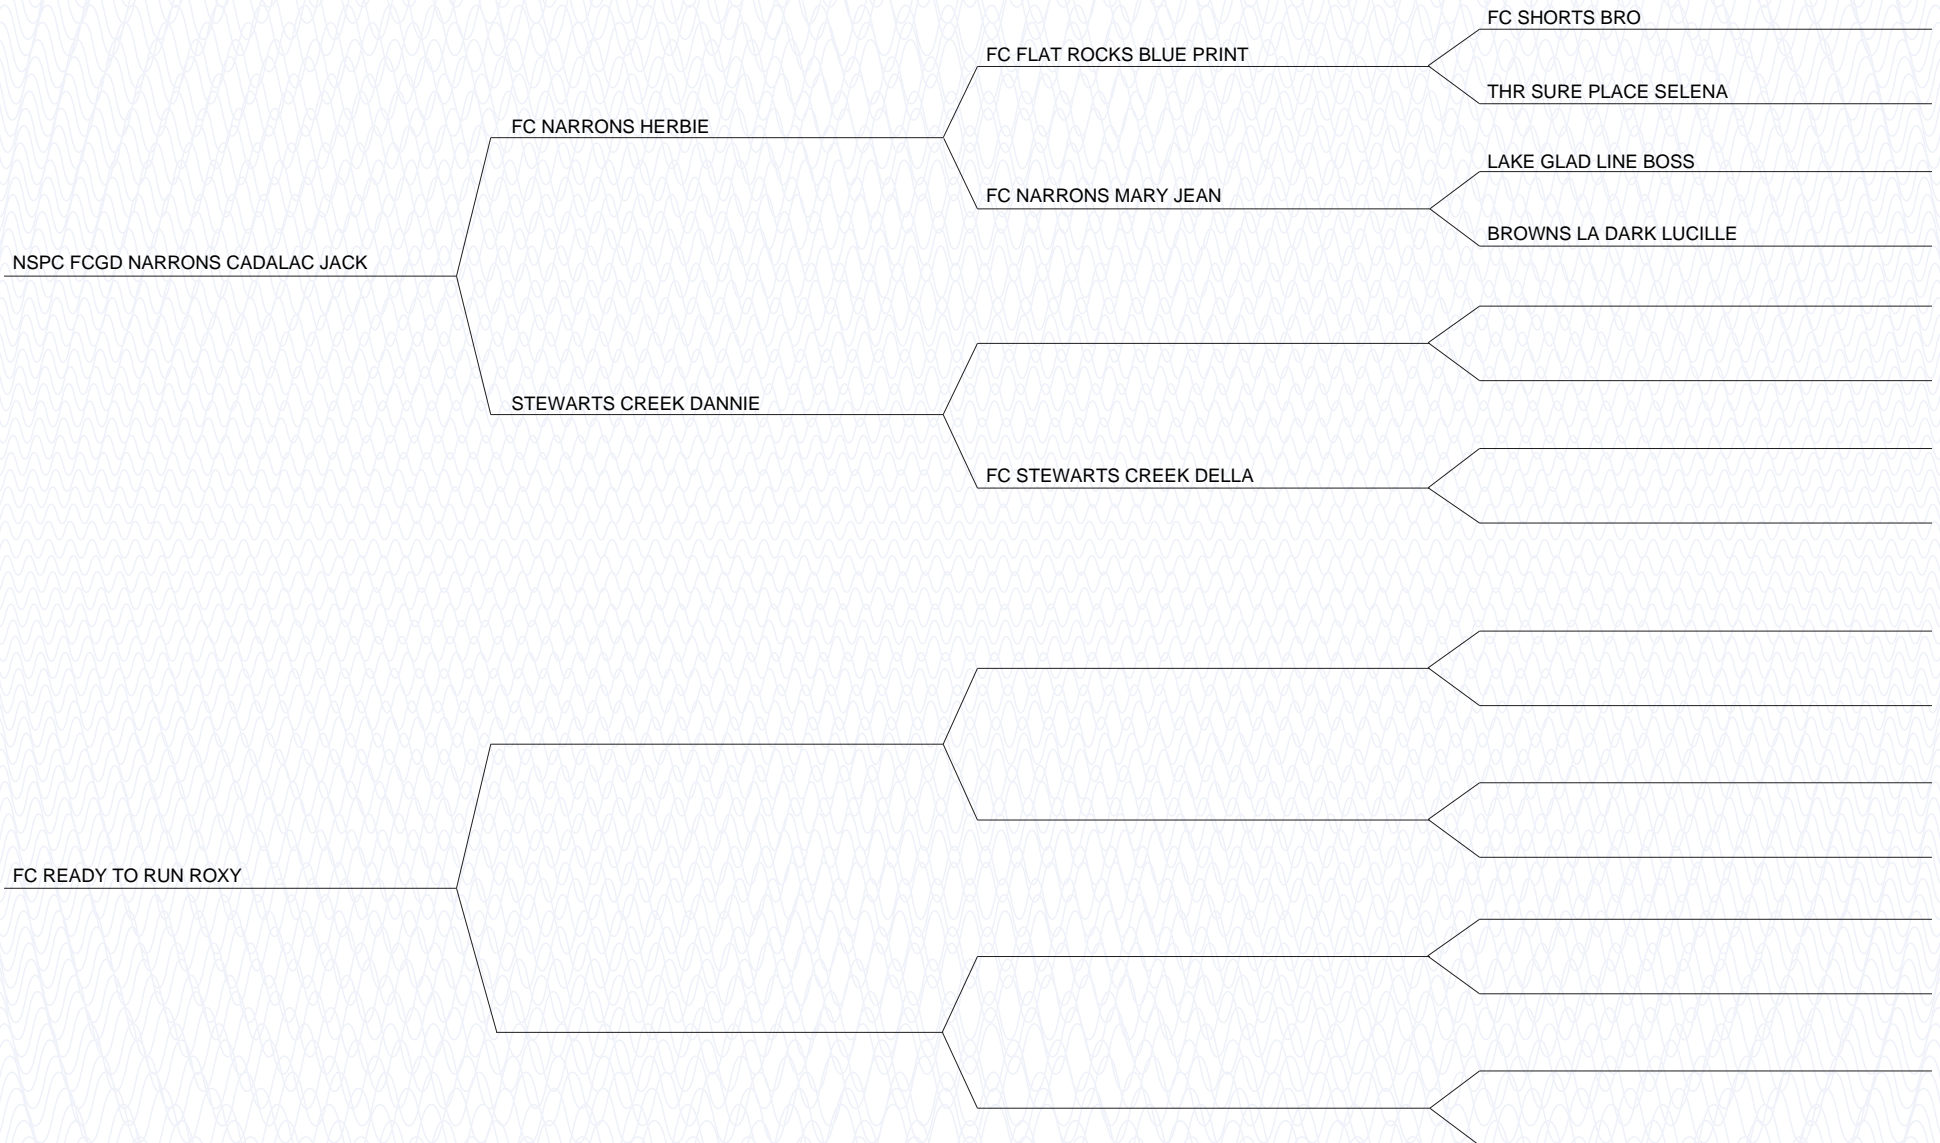 FC SHORTS BRO
FC FLAT ROCKS BLUE PRINT
THR SURE PLACE SELENA
FC NARRONS HERBIE
LAKE GLAD LINE BOSS
FC NARRONS MARY JEAN
BROWNS LA DARK LUCILLE
NSPC FCGD NARRONS CADALAC JACK
STEWARTS CREEK DANNIE
FC STEWARTS CREEK DELLA
FC READY TO RUN ROXY